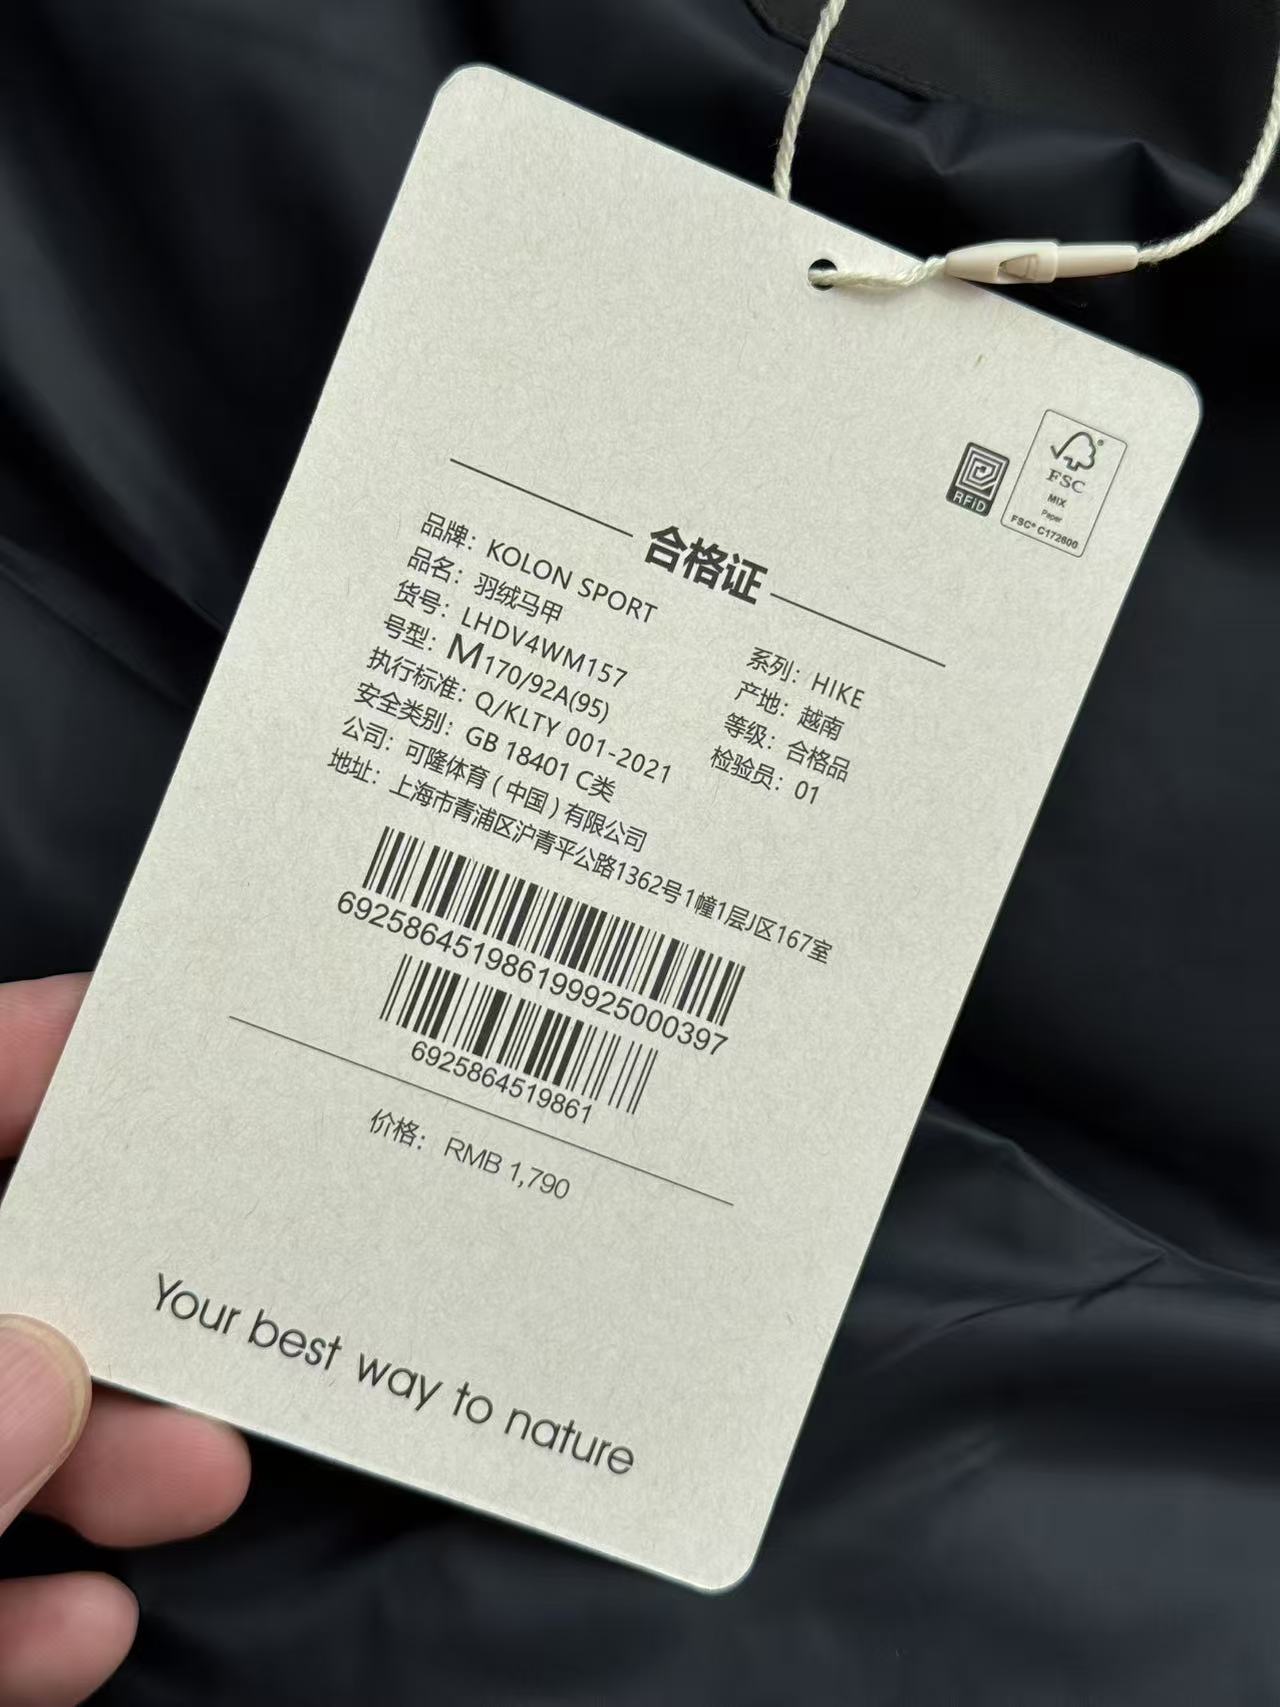 RFiD
FSC
MIX
Paper
FSC® C172600
合格证
品牌：KOLON SPORT
品名：羽绒马甲
货号：LHDV4WM157
号型：M170/92A(95)
执行标准：Q/KLTY 001-2021
安全类别：GB 18401 C类
公司：可隆体育(中国)有限公司
地址：上海市青浦区沪青平公路1362号1幢1层J区167室
系列：HIKE
产地：越南
等级：合格品
检验员：01
692586451986199925000397
6925864519861
价格：RMB 1,790
Your best way to nature